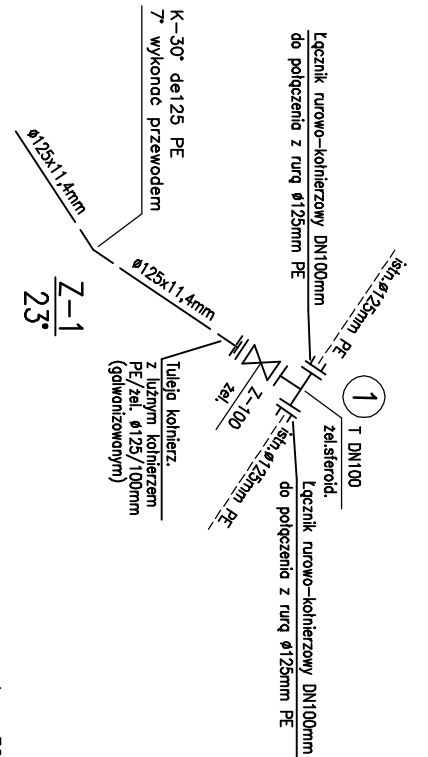 Łącznik rurowo-kołnierzowy DN100mm
do połączenia z rurą ø125mm PE
istn.ø125mm PE
1
T DN100
żel.sferoid.
Łącznik rurowo-kołnierzowy DN100mm
do połączenia z rurą ø125mm PE
istn.ø125mm PE
Z-100
żel.
K-30° de125 PE
7° wykonać przewodem
ø125x11,4mm
ø125x11,4mm
Tuleja kołnierz.
z luźnym kołnierzem
PE/żel. ø125/100mm
(galwanizowanym)
Z-1
23°